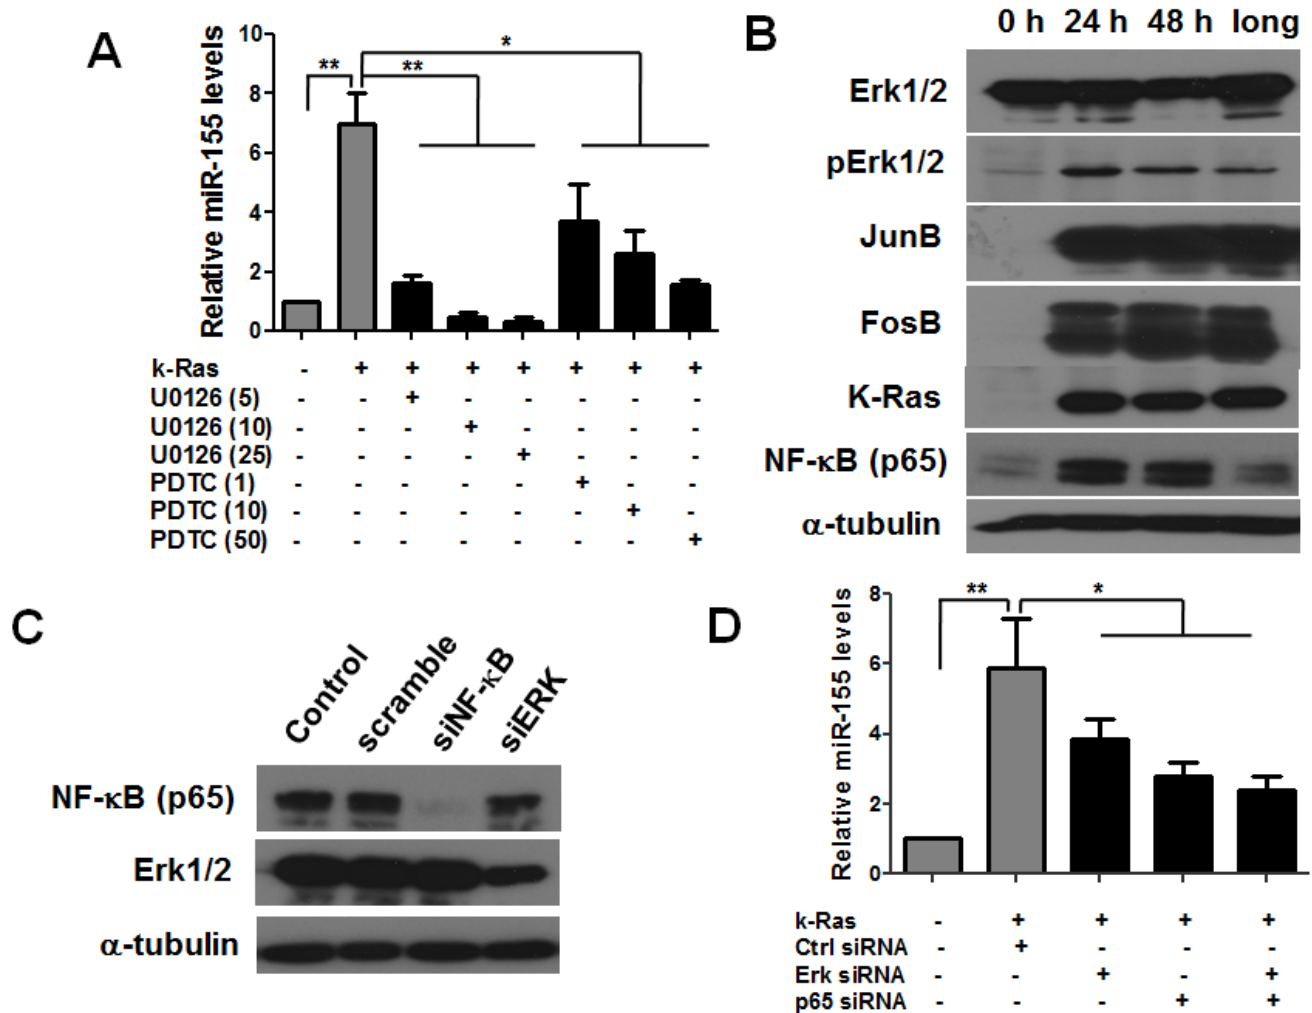 A
Relative miR-155 levels
10
8
6
4
2
0
** ** *
k-Ras - + + + + + + +
U0126 (5) - - + - - - - -
U0126 (10) - - - + - - - -
U0126 (25) - - - - + - - -
PDTC (1) - - - - - + - -
PDTC (10) - - - - - - + -
PDTC (50) - - - - - - - +
B
0 h 24 h 48 h long
Erk1/2
pErk1/2
JunB
FosB
K-Ras
NF-κB (p65)
α-tubulin
C
Control scramble siNF-κB siERK
NF-κB (p65)
Erk1/2
α-tubulin
D
Relative miR-155 levels
8
6
4
2
0
** *
k-Ras - + + + +
Ctrl siRNA - + - - -
Erk siRNA - - + - +
p65 siRNA - - - + +